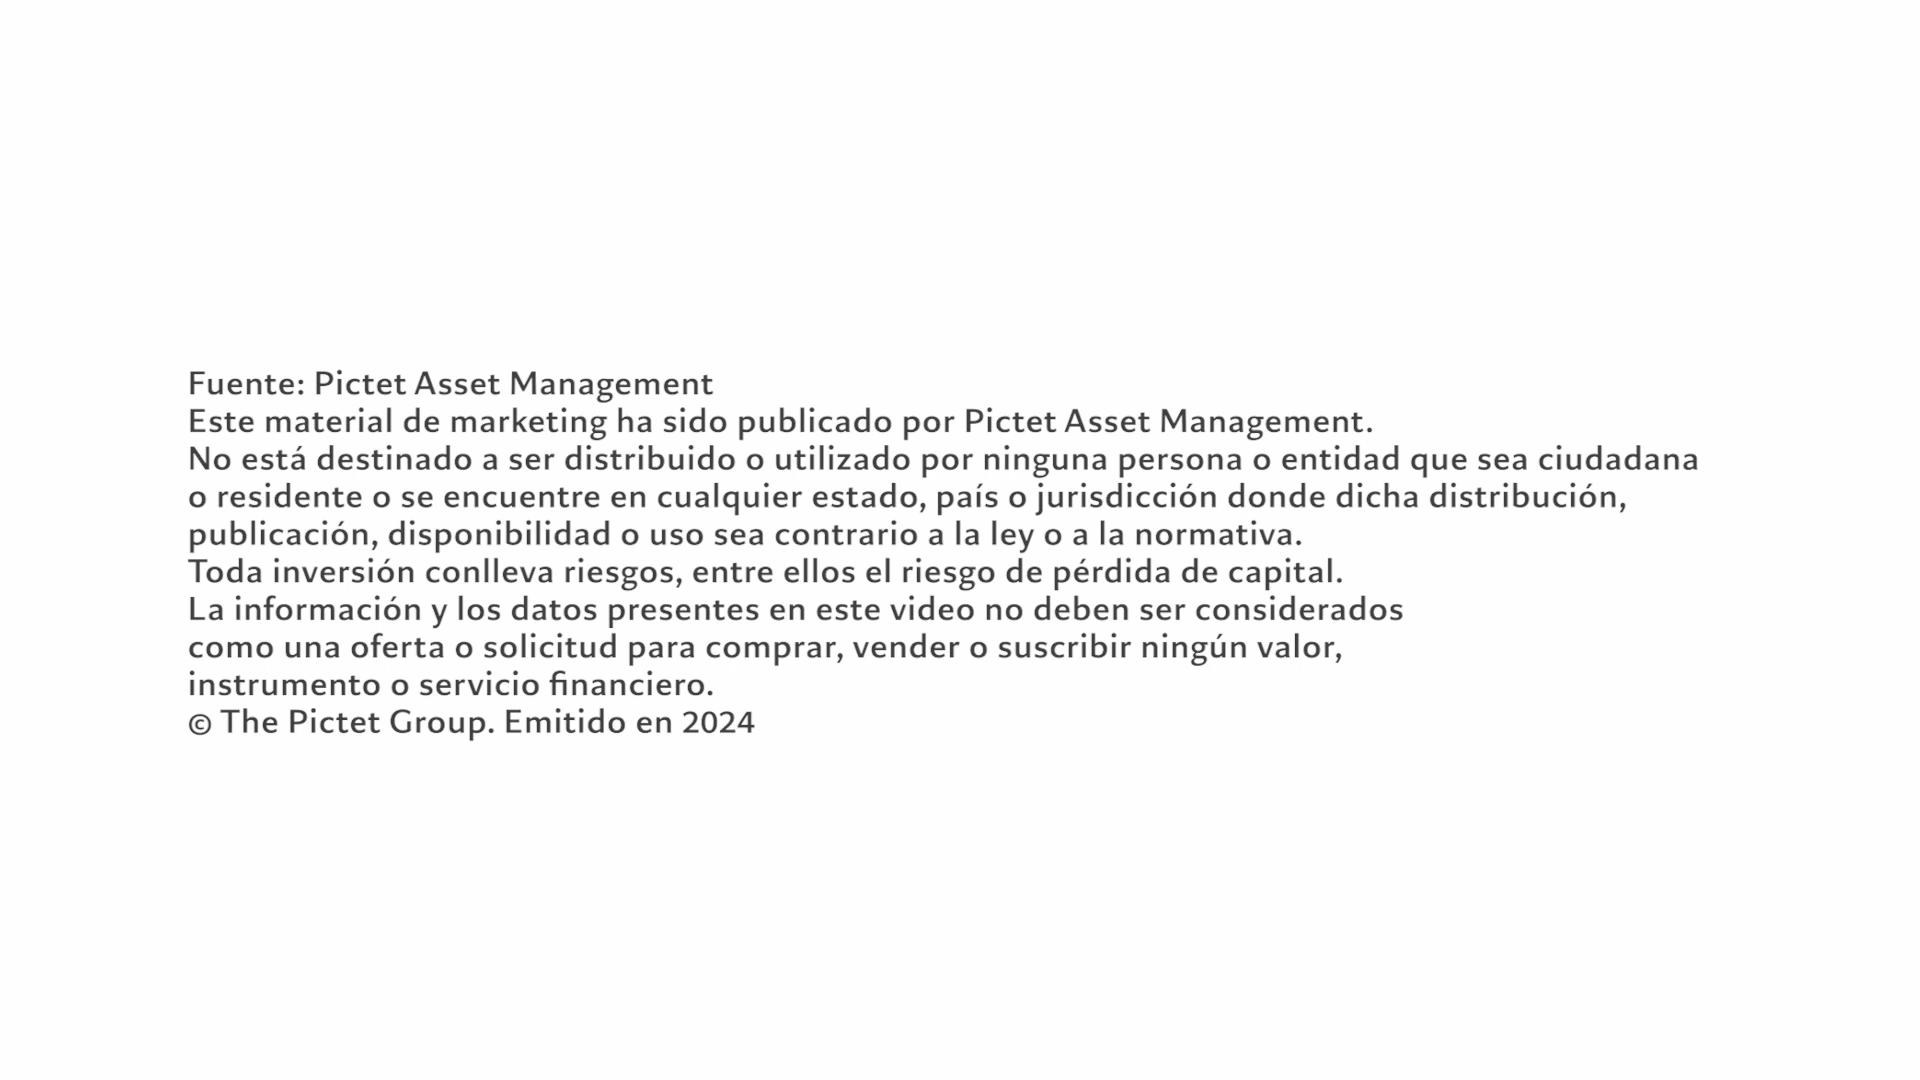 Fuente: Pictet Asset Management
Este material de marketing ha sido publicado por Pictet Asset Management.
No está destinado a ser distribuido o utilizado por ninguna persona o entidad que sea ciudadana
o residente o se encuentre en cualquier estado, país o jurisdicción donde dicha distribución,
publicación, disponibilidad o uso sea contrario a la ley o a la normativa.
Toda inversión conlleva riesgos, entre ellos el riesgo de pérdida de capital.
La información y los datos presentes en este video no deben ser considerados
como una oferta o solicitud para comprar, vender o suscribir ningún valor,
instrumento o servicio financiero.
© The Pictet Group. Emitido en 2024